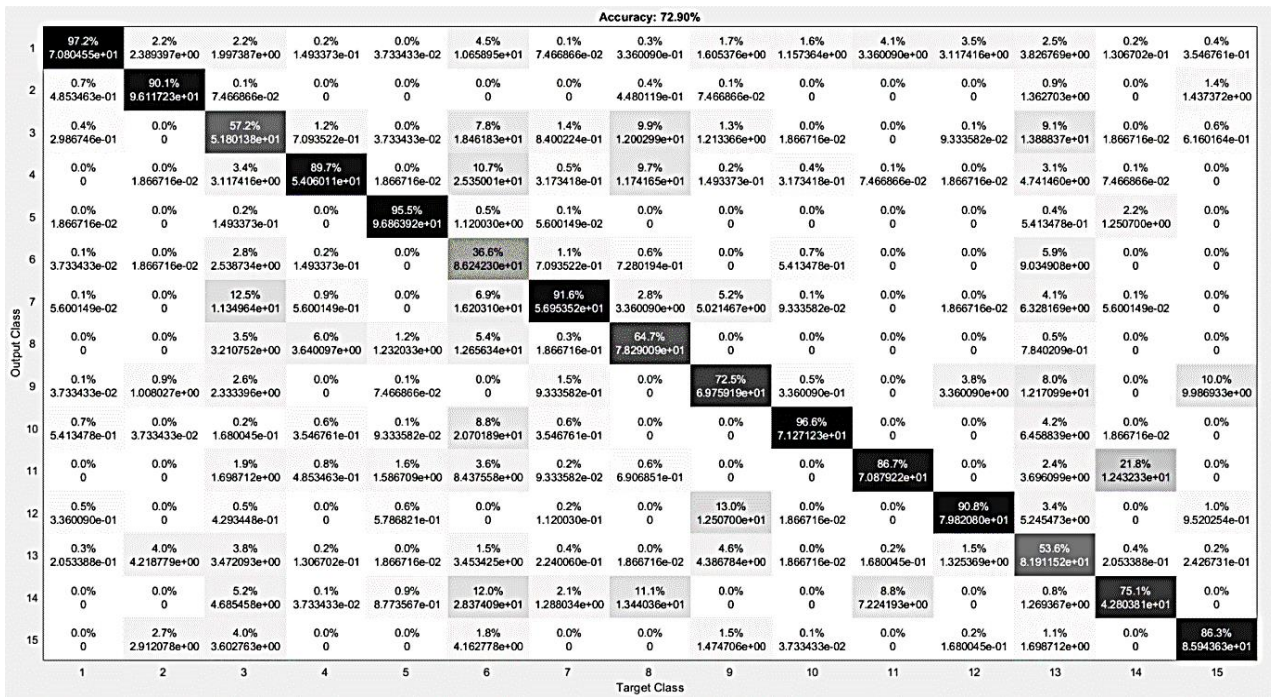 Accuracy: 72.90%
1 97.2% 2.2% 2.2% 0.2% 0.0% 4.5% 0.1% 0.3% 1.7% 1.6% 4.1% 3.5% 2.5% 0.2% 0.4%
7.080455e+01 2.389397e+00 1.997387e+00 1.493373e-01 3.733433e-02 1.065895e+01 7.466866e-02 3.360090e-01 1.605376e+00 1.157364e+00 3.360090e+00 3.117416e+00 3.826769e+00 1.306702e-01 3.546761e-01
2 0.7% 90.1% 0.1% 0.0% 0.0% 0.0% 0.0% 0.4% 0.1% 0.0% 0.0% 0.0% 0.9% 0.0% 1.4%
4.853463e-01 9.611723e+01 7.466866e-02 0 0 0 0 4.480119e-01 7.466866e-02 0 0 0 1.362703e+00 0 1.437372e+00
3 0.4% 0.0% 57.2% 1.2% 0.0% 7.8% 1.4% 9.9% 1.3% 0.0% 0.0% 0.1% 9.1% 0.0% 0.6%
2.986746e-01 0 5.180138e+01 7.093522e-01 3.733433e-02 1.846183e+01 8.400224e-01 1.200299e+01 1.213366e+00 1.866716e-02 0 9.333582e-02 1.388837e+01 1.866716e-02 6.160164e-01
4 0.0% 0.0% 3.4% 89.7% 0.0% 10.7% 0.5% 9.7% 0.2% 0.4% 0.1% 0.0% 3.1% 0.1% 0.0%
0 1.866716e-02 3.117416e+00 5.406011e+01 1.866716e-02 2.535001e+01 3.173418e-01 1.174165e+01 1.493373e-01 3.173418e-01 7.466866e-02 1.866716e-02 4.741460e+00 7.466866e-02 0
5 0.0% 0.0% 0.2% 0.0% 95.5% 0.5% 0.1% 0.0% 0.0% 0.0% 0.0% 0.0% 0.4% 2.2% 0.0%
1.866716e-02 0 1.493373e-01 0 9.686392e+01 1.120030e+00 5.600149e-02 0 0 0 0 0 5.413478e-01 1.250700e+00 0
6 0.1% 0.0% 2.8% 0.2% 0.0% 36.6% 1.1% 0.6% 0.0% 0.7% 0.0% 0.0% 5.9% 0.0% 0.0%
3.733433e-02 1.866716e-02 2.538734e+00 1.493373e-01 0 8.624230e+01 7.093522e-01 7.280194e-01 0 5.413478e-01 0 0 9.034908e+00 0 0
7 0.1% 0.0% 12.5% 0.9% 0.0% 6.9% 91.6% 2.8% 5.2% 0.1% 0.0% 0.0% 4.1% 0.1% 0.0%
5.600149e-02 0 1.134964e+01 5.600149e-01 0 1.620310e+01 5.695352e+01 3.360090e+00 5.021467e+00 9.333582e-02 0 1.866716e-02 6.328169e+00 5.600149e-02 0
8 0.0% 0.0% 3.5% 6.0% 1.2% 5.4% 0.3% 64.7% 0.0% 0.0% 0.0% 0.0% 0.5% 0.0% 0.0%
0 0 3.210752e+00 3.640097e+00 1.232033e+00 1.265634e+01 1.866716e-01 7.829009e+01 0 0 0 0 7.840209e-01 0 0
9 0.1% 0.9% 2.6% 0.0% 0.1% 0.0% 1.5% 0.0% 72.5% 0.5% 0.0% 3.8% 8.0% 0.0% 10.0%
3.733433e-02 1.008027e+00 2.333396e+00 0 7.466866e-02 0 9.333582e-01 0 6.975919e+01 3.360090e-01 0 3.360090e+00 1.217099e+01 0 9.986933e+00
10 0.7% 0.0% 0.2% 0.6% 0.1% 8.8% 0.6% 0.0% 0.0% 96.6% 0.0% 0.0% 4.2% 0.0% 0.0%
5.413478e-01 3.733433e-02 1.680045e-01 3.546761e-01 9.333582e-02 2.070189e+01 3.546761e-01 0 0 7.127123e+01 0 0 6.458839e+00 1.866716e-02 0
11 0.0% 0.0% 1.9% 0.8% 1.6% 3.6% 0.2% 0.6% 0.0% 0.0% 86.7% 0.0% 2.4% 21.8% 0.0%
0 0 1.698712e+00 4.853463e-01 1.586709e+00 8.437558e+00 9.333582e-02 6.906851e-01 0 0 7.087922e+01 0 3.696099e+00 1.243233e+01 0
12 0.5% 0.0% 0.5% 0.0% 0.6% 0.0% 0.2% 0.0% 13.0% 0.0% 0.0% 90.8% 3.4% 0.0% 1.0%
3.360090e-01 0 4.293448e-01 0 5.786821e-01 0 1.120030e-01 0 1.250700e+01 1.866716e-02 0 7.982080e+01 5.245473e+00 0 9.520254e-01
13 0.3% 4.0% 3.8% 0.2% 0.0% 1.5% 0.4% 0.0% 4.6% 0.0% 0.2% 1.5% 53.6% 0.4% 0.2%
2.053388e-01 4.218779e+00 3.472093e+00 1.306702e-01 1.866716e-02 3.453425e+00 2.240060e-01 1.866716e-02 4.386784e+00 1.866716e-02 1.680045e-01 1.325369e+00 8.191152e+01 2.053388e-01 2.426731e-01
14 0.0% 0.0% 5.2% 0.1% 0.9% 12.0% 2.1% 11.1% 0.0% 0.0% 8.8% 0.0% 0.8% 75.1% 0.0%
0 0 4.685458e+00 3.733433e-02 8.773567e-01 2.837409e+01 1.288034e+00 1.344036e+01 0 0 7.224193e+00 0 1.269367e+00 4.280381e+01 0
15 0.0% 2.7% 4.0% 0.0% 0.0% 1.8% 0.0% 0.0% 1.5% 0.1% 0.0% 0.2% 1.1% 0.0% 86.3%
0 2.912078e+00 3.602763e+00 0 0 4.162778e+00 0 0 1.474706e+00 3.733433e-02 0 1.680045e-01 1.698712e+00 0 8.594363e+01
1 2 3 4 5 6 7 8 9 10 11 12 13 14 15
Target Class
Output Class